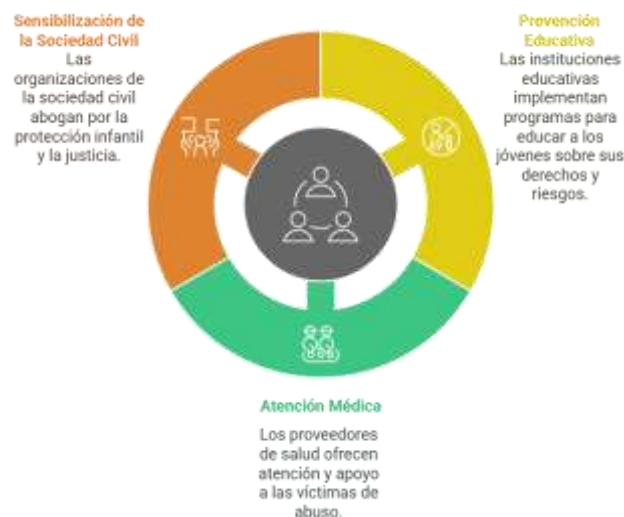 Sensibilización de
la Sociedad Civil
Las
organizaciones de
la sociedad civil
abogan por la
protección infantil
y la justicia.
Prevención
Educativa
Las instituciones
educativas
implementan
programas para
educar a los
jóvenes sobre sus
derechos y
riesgos.
Atención Médica
Los proveedores
de salud ofrecen
atención y apoyo
a las víctimas de
abuso.